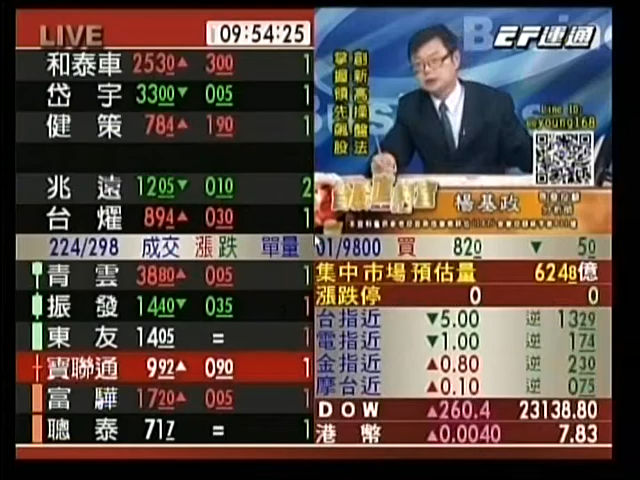 LIVE 09:54:25
和泰車 2530▲ 300 1
岱宇 3300▼ 005 1
健策 784▲ 190 1
兆遠 1205▼ 010 2
台燿 894▲ 030 1
224/298 成交 漲跌 單量
青雲 3880▲ 005 1
振發 1440▼ 035 1
東友 1405 = 1
寶聯通 992▲ 090 1
富驊 1720▲ 005 1
聰泰 717 = 1
EF運通
創新高操盤法
掌握領先飆股
Line ID
@young168
楊基政
01/9800 買 820 ▼ 50
集中市場預估量 6248億
漲跌停 0 0
台指近 ▼5.00 逆 1329
電指近 ▼1.00 逆 174
金指近 ▲0.80 逆 230
摩台近 ▲0.10 逆 075
DOW ▲260.4 23138.80
港幣 ▲0.0040 7.83